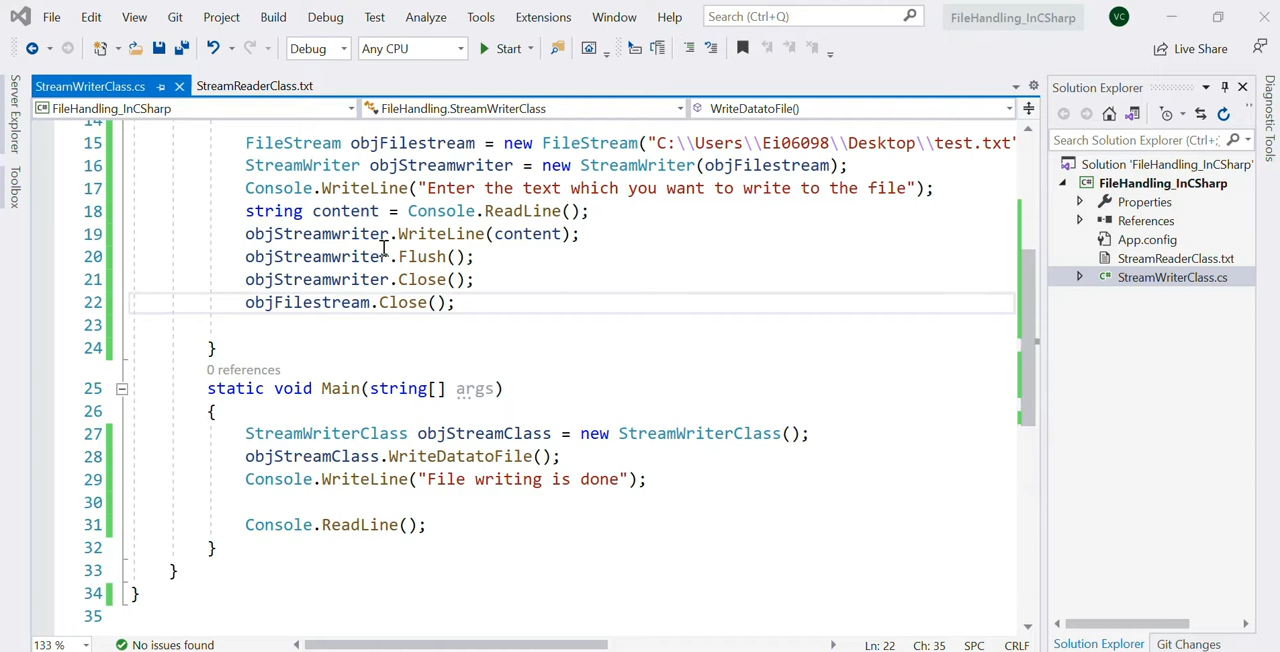 File Edit View Git Project Build Debug Test Analyze Tools Extensions Window Help Search (Ctrl+Q) FileHandling_InCSharp VC
Debug Any CPU Start Live Share
StreamWriterClass.cs StreamReaderClass.txt
FileHandling_InCSharp FileHandling.StreamWriterClass WriteDatatoFile()
Server Explorer
Toolbox
14
15 FileStream objFilestream = new FileStream("C:\\Users\\Ei06098\\Desktop\\test.txt"
16 StreamWriter objStreamwriter = new StreamWriter(objFilestream);
17 Console.WriteLine("Enter the text which you want to write to the file");
18 string content = Console.ReadLine();
19 objStreamwriter.WriteLine(content);
20 objStreamwriter.Flush();
21 objStreamwriter.Close();
22 objFilestream.Close();
23
24 }
0 references
25 static void Main(string[] args)
26 {
27 StreamWriterClass objStreamClass = new StreamWriterClass();
28 objStreamClass.WriteDatatoFile();
29 Console.WriteLine("File writing is done");
30
31 Console.ReadLine();
32 }
33 }
34 }
35
133 % No issues found Ln: 22 Ch: 35 SPC CRLF
Solution Explorer
Search Solution Explorer (Ctrl+;
Solution 'FileHandling_InCSharp'
FileHandling_InCSharp
Properties
References
App.config
StreamReaderClass.txt
StreamWriterClass.cs
Solution Explorer Git Changes
Diagnostic Tools